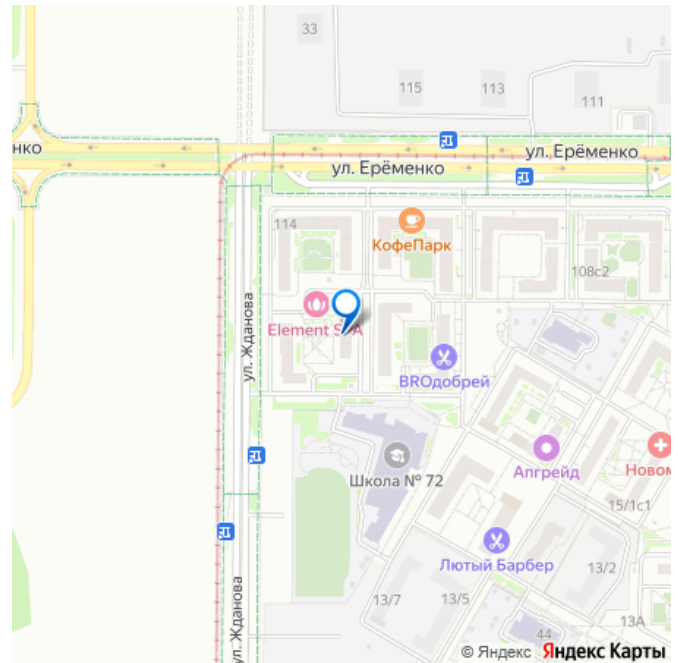 33
115
113
111
нко
ул. Ерёменко
ул. Ерёменко
114
КофеПарк
108с2
Element SPA
ул. Жданова
BROдобрей
Школа № 72
Апгрейд
Новом
15/1с1
Лютый Барбер
13/2
13/7
13/5
13А
44
ул. Жданова
© Яндекс Яндекс Карты